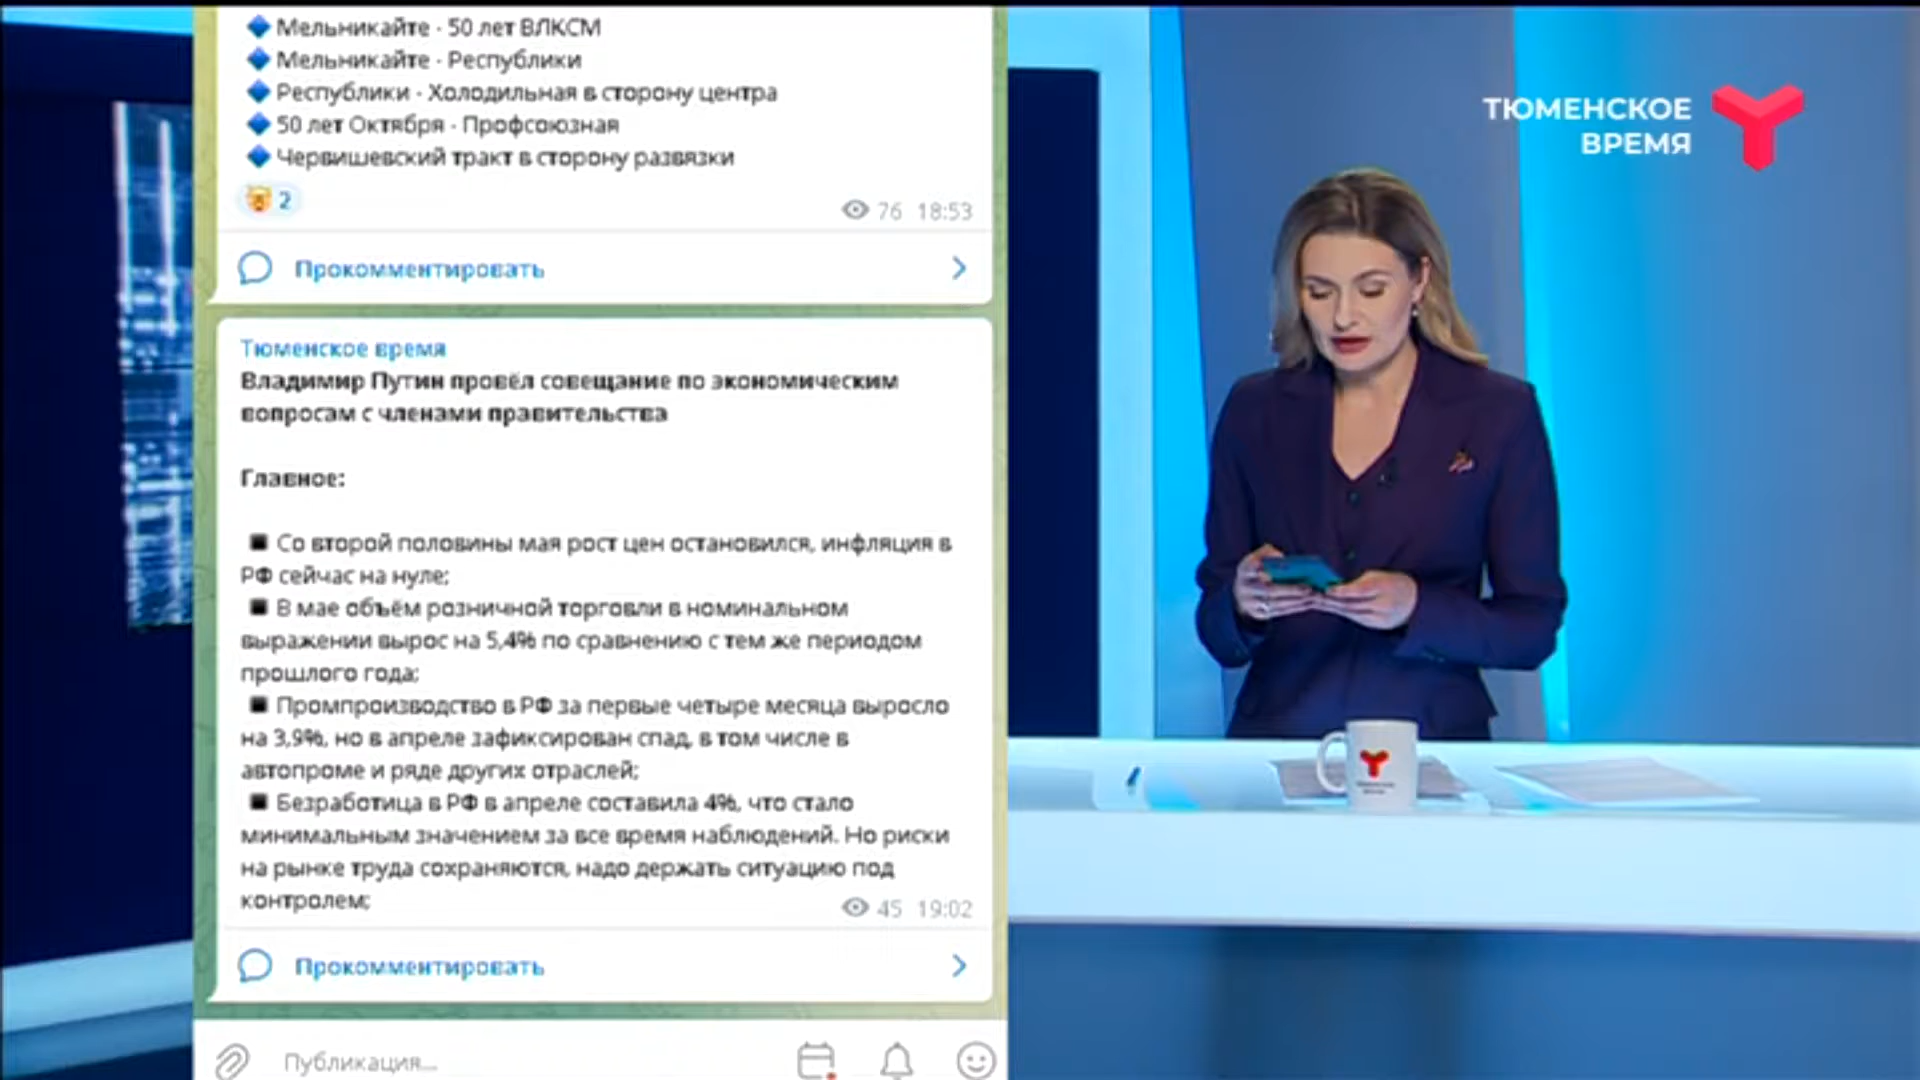 Мельникайте - 50 лет ВЛКСМ
Мельникайте - Республики
Республики - Холодильная в сторону центра
50 лет Октября - Профсоюзная
Червишевский тракт в сторону развязки
2
76 18:53
Прокомментировать
Тюменское время
Владимир Путин провёл совещание по экономическим
вопросам с членами правительства
Главное:
Со второй половины мая рост цен остановился, инфляция в
РФ сейчас на нуле;
В мае объём розничной торговли в номинальном
выражении вырос на 5,4% по сравнению с тем же периодом
прошлого года;
Промпроизводство в РФ за первые четыре месяца выросло
на 3,9%, но в апреле зафиксирован спад, в том числе в
автопроме и ряде других отраслей;
Безработица в РФ в апреле составила 4%, что стало
минимальным значением за все время наблюдений. Но риски
на рынке труда сохраняются, надо держать ситуацию под
контролем;
45 19:02
Прокомментировать
Публикация...
ТЮМЕНСКОЕ
ВРЕМЯ